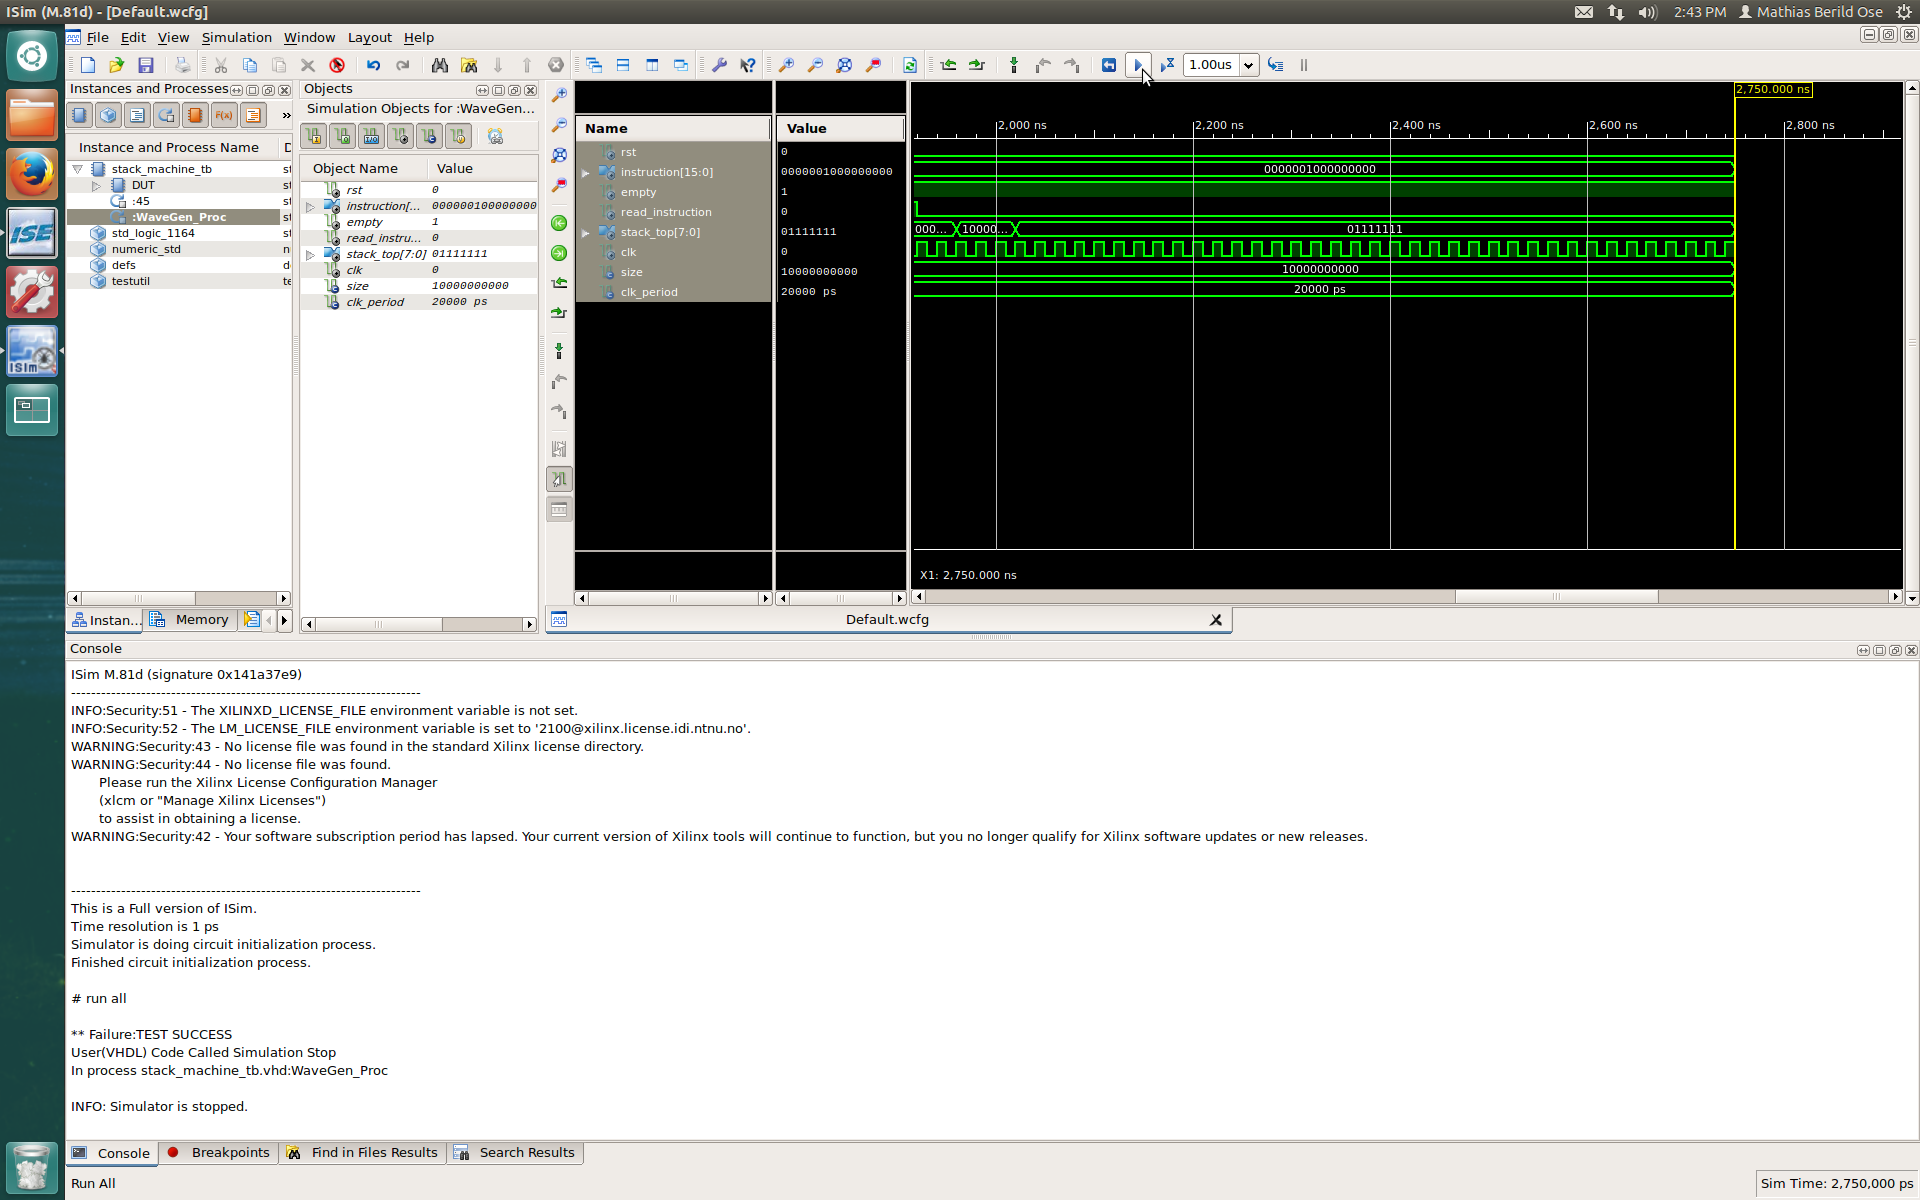 ISim (M.81d) - [Default.wcfg]
2:43 PM Mathias Berild Ose
File Edit View Simulation Window Layout Help
1.00us
Instances and Processes
»
Instance and Process Name
stack_machine_tb st
DUT st
:45 st
:WaveGen_Proc st
std_logic_1164 st
numeric_std n
defs d
testutil te
Instan...
Memory
Objects
Simulation Objects for :WaveGen...
Object Name Value
rst 0
instruction[... 000000100000000
empty 1
read_instru... 0
stack_top[7:0] 01111111
clk 0
size 10000000000
clk_period 20000 ps
Name Value
rst 0
instruction[15:0] 0000001000000000
empty 1
read_instruction 0
stack_top[7:0] 01111111
clk 0
size 10000000000
clk_period 20000 ps
2,750.000 ns
2,000 ns 2,200 ns 2,400 ns 2,600 ns 2,800 ns
0000001000000000
000... 10000... 01111111
10000000000
20000 ps
X1: 2,750.000 ns
Default.wcfg
Console
ISim M.81d (signature 0x141a37e9)
----------------------------------------------------------------------
INFO:Security:51 - The XILINXD_LICENSE_FILE environment variable is not set.
INFO:Security:52 - The LM_LICENSE_FILE environment variable is set to '2100@xilinx.license.idi.ntnu.no'.
WARNING:Security:43 - No license file was found in the standard Xilinx license directory.
WARNING:Security:44 - No license file was found.
Please run the Xilinx License Configuration Manager
(xlcm or "Manage Xilinx Licenses")
to assist in obtaining a license.
WARNING:Security:42 - Your software subscription period has lapsed. Your current version of Xilinx tools will continue to function, but you no longer qualify for Xilinx software updates or new releases.
----------------------------------------------------------------------
This is a Full version of ISim.
Time resolution is 1 ps
Simulator is doing circuit initialization process.
Finished circuit initialization process.
# run all
** Failure:TEST SUCCESS
User(VHDL) Code Called Simulation Stop
In process stack_machine_tb.vhd:WaveGen_Proc
INFO: Simulator is stopped.
Console Breakpoints Find in Files Results Search Results
Run All
Sim Time: 2,750,000 ps
ISE
ISim